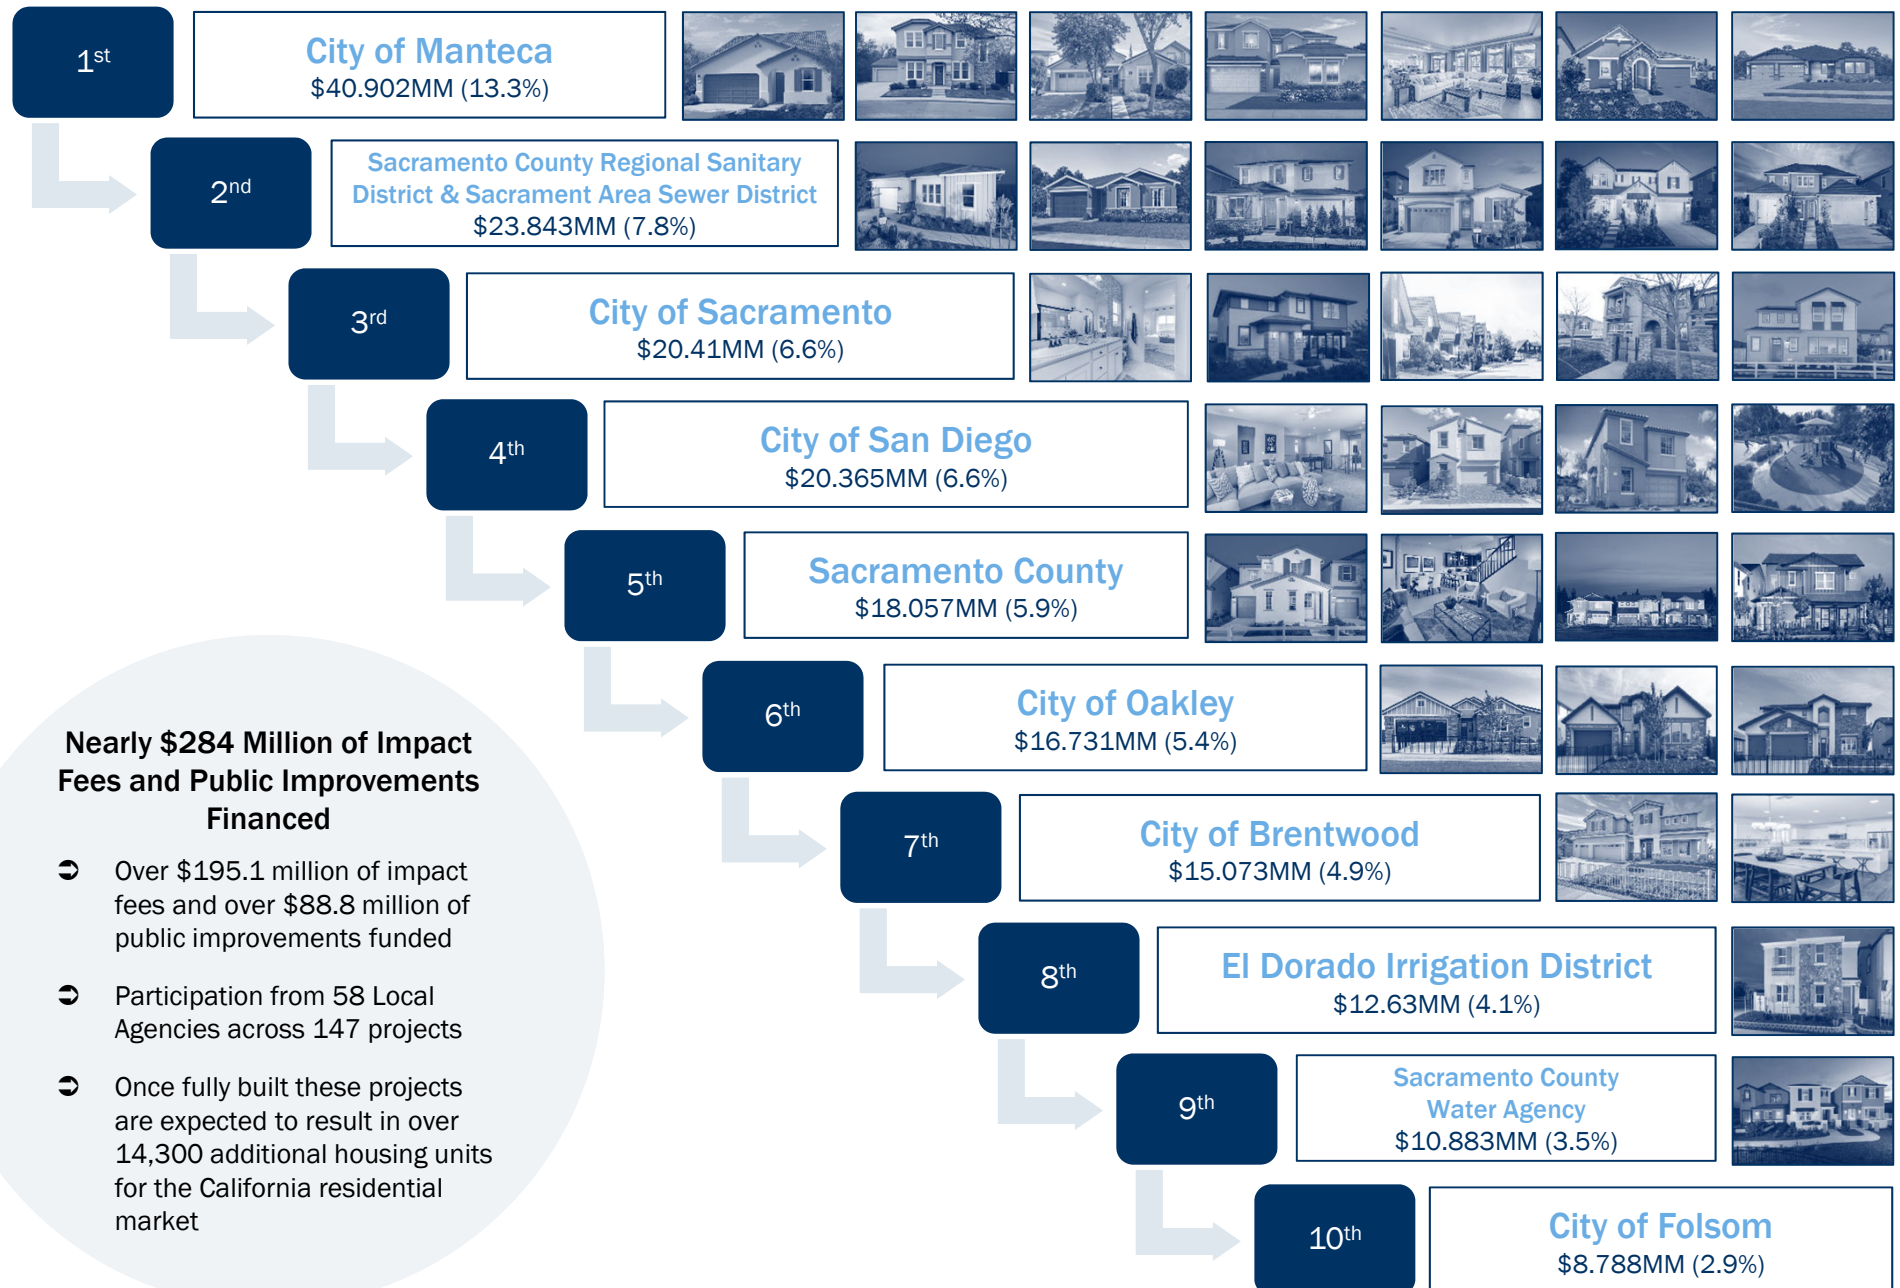 1st
City of Manteca
$40.902MM (13.3%)
2nd
Sacramento County Regional Sanitary
District & Sacrament Area Sewer District
$23.843MM (7.8%)
3rd
City of Sacramento
$20.41MM (6.6%)
4th
City of San Diego
$20.365MM (6.6%)
5th
Sacramento County
$18.057MM (5.9%)
6th
City of Oakley
$16.731MM (5.4%)
7th
City of Brentwood
$15.073MM (4.9%)
8th
El Dorado Irrigation District
$12.63MM (4.1%)
9th
Sacramento County
Water Agency
$10.883MM (3.5%)
10th
City of Folsom
$8.788MM (2.9%)
Nearly $284 Million of Impact
Fees and Public Improvements
Financed
➲ Over $195.1 million of impact
fees and over $88.8 million of
public improvements funded
➲ Participation from 58 Local
Agencies across 147 projects
➲ Once fully built these projects
are expected to result in over
14,300 additional housing units
for the California residential
market